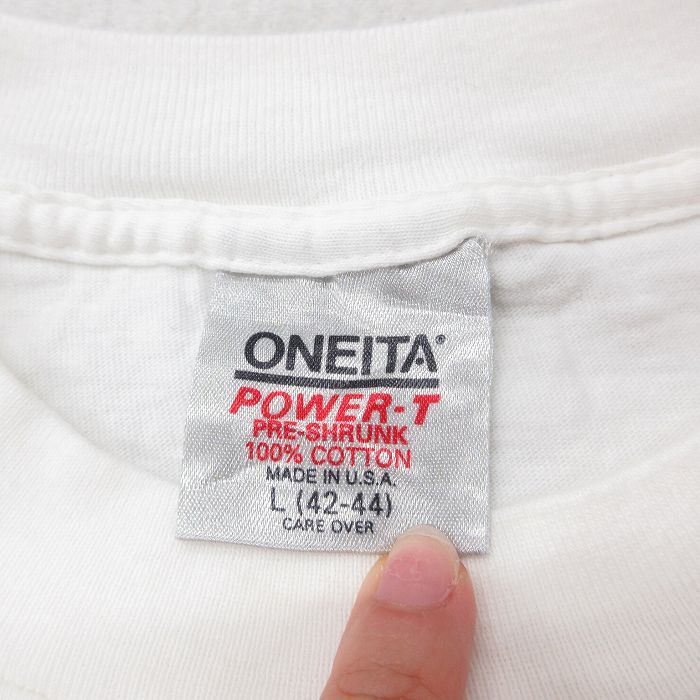 ONEITA®
POWER-T
PRE-SHRUNK
100% COTTON
MADE IN U.S.A.
L (42-44)
CARE OVER